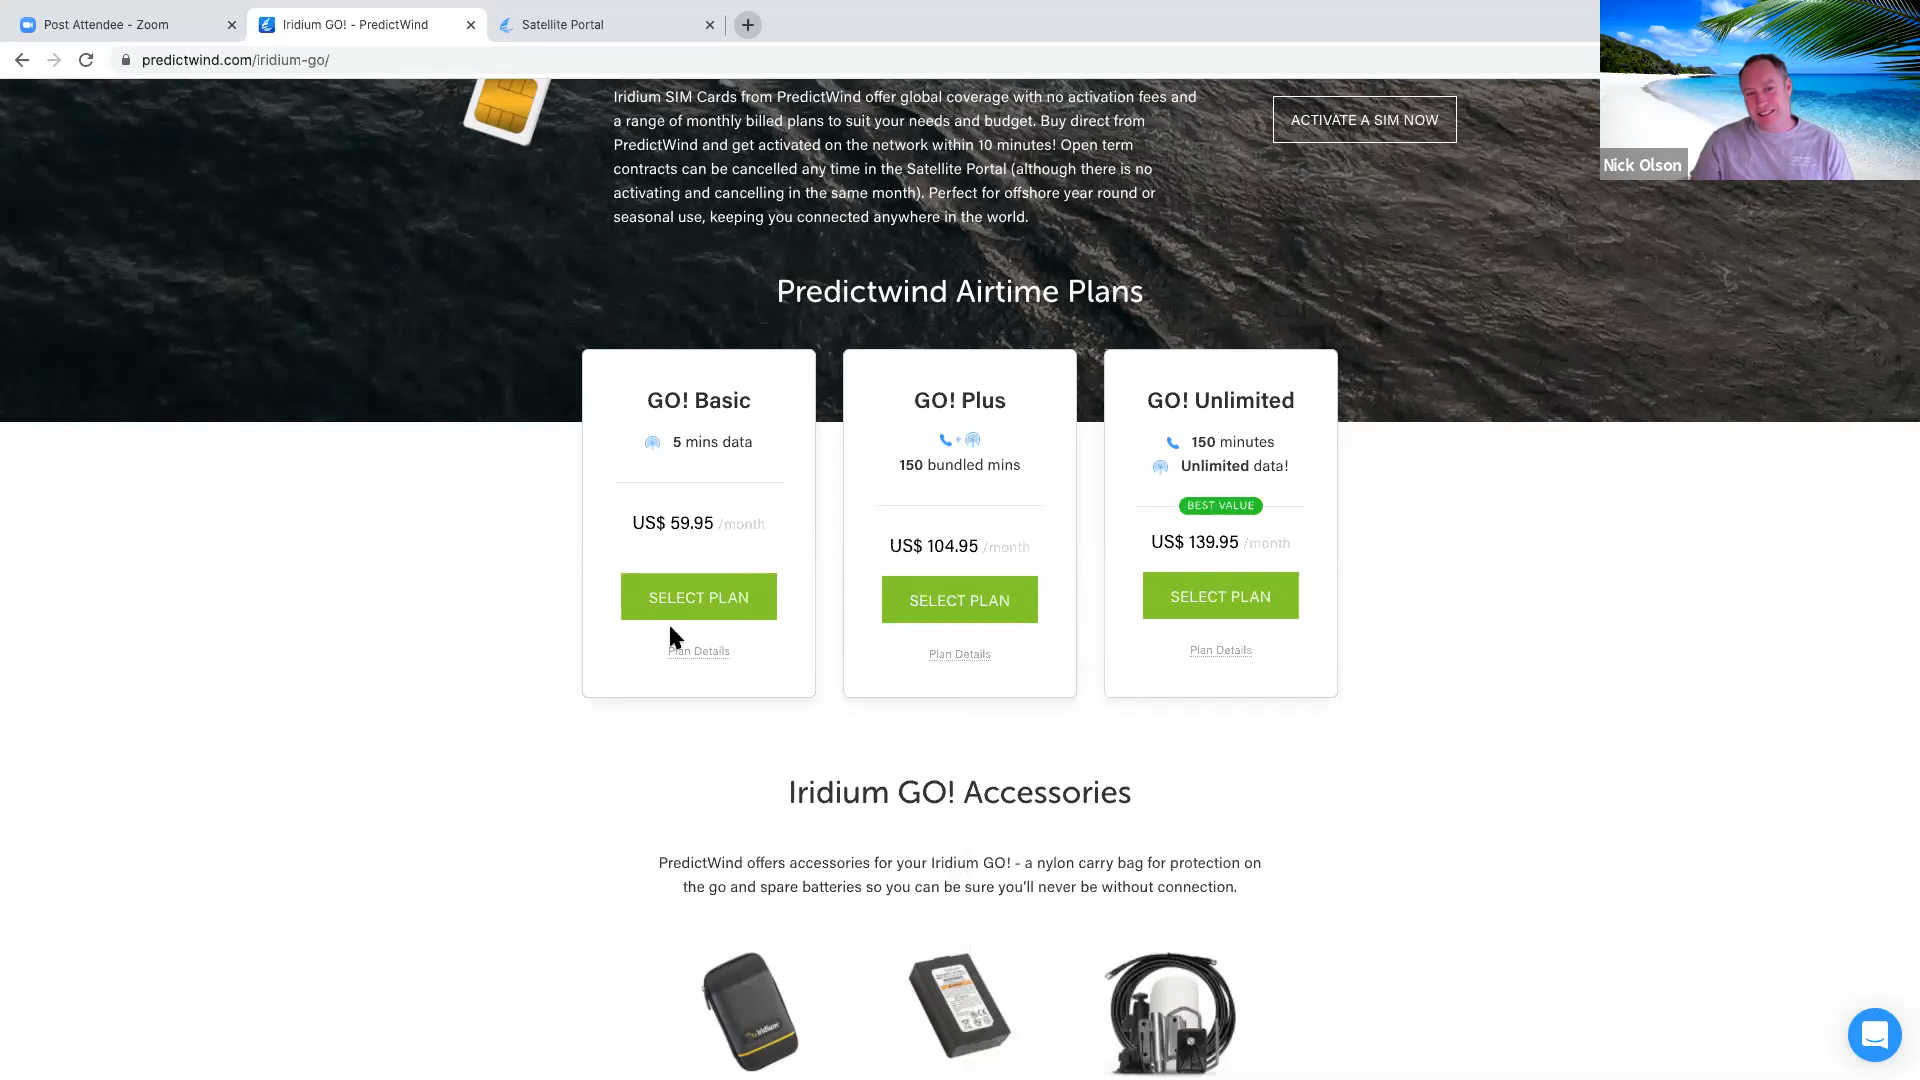 Post Attendee - Zoom
Iridium GO! - PredictWind
Satellite Portal
predictwind.com/iridium-go/
Iridium SIM Cards from PredictWind offer global coverage with no activation fees and
a range of monthly billed plans to suit your needs and budget. Buy direct from
PredictWind and get activated on the network within 10 minutes! Open term
contracts can be cancelled any time in the Satellite Portal (although there is no
activating and cancelling in the same month). Perfect for offshore year round or
seasonal use, keeping you connected anywhere in the world.
ACTIVATE A SIM NOW
Nick Olson
Predictwind Airtime Plans
GO! Basic
5 mins data
US$ 59.95 /month
SELECT PLAN
Plan Details
GO! Plus
+
150 bundled mins
US$ 104.95 /month
SELECT PLAN
Plan Details
GO! Unlimited
150 minutes
Unlimited data!
BEST VALUE
US$ 139.95 /month
SELECT PLAN
Plan Details
Iridium GO! Accessories
PredictWind offers accessories for your Iridium GO! - a nylon carry bag for protection on
the go and spare batteries so you can be sure you'll never be without connection.
iridium